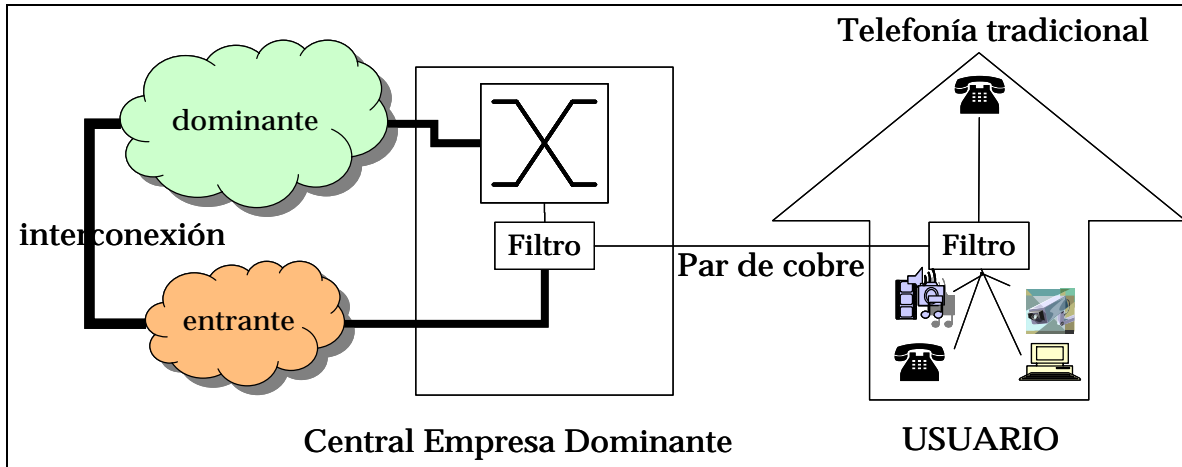 Telefonía tradicional
dominante
interconexión
Filtro
Filtro
Par de cobre
entrante
Central Empresa Dominante
USUARIO